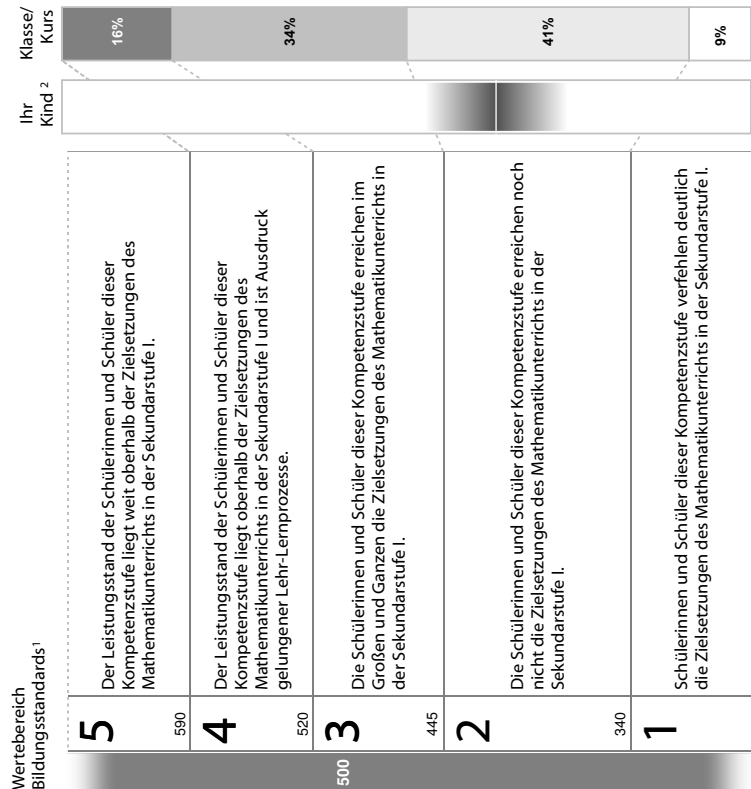 Wertebereich
Bildungsstandards¹
Ihr
Kind ²
Klasse/
Kurs
5
Der Leistungsstand der Schülerinnen und Schüler dieser
Kompetenzstufe liegt weit oberhalb der Zielsetzungen des
Mathematikunterrichts in der Sekundarstufe I.
16%
590
4
Der Leistungsstand der Schülerinnen und Schüler dieser
Kompetenzstufe liegt oberhalb der Zielsetzungen des
Mathematikunterrichts in der Sekundarstufe I und ist Ausdruck
gelungener Lehr-Lernprozesse.
34%
520
500
3
Die Schülerinnen und Schüler dieser Kompetenzstufe erreichen im
Großen und Ganzen die Zielsetzungen des Mathematikunterrichts in
der Sekundarstufe I.
445
2
Die Schülerinnen und Schüler dieser Kompetenzstufe erreichen noch
nicht die Zielsetzungen des Mathematikunterrichts in der
Sekundarstufe I.
41%
340
1
Schülerinnen und Schüler dieser Kompetenzstufe verfehlen deutlich
die Zielsetzungen des Mathematikunterrichts in der Sekundarstufe I.
9%